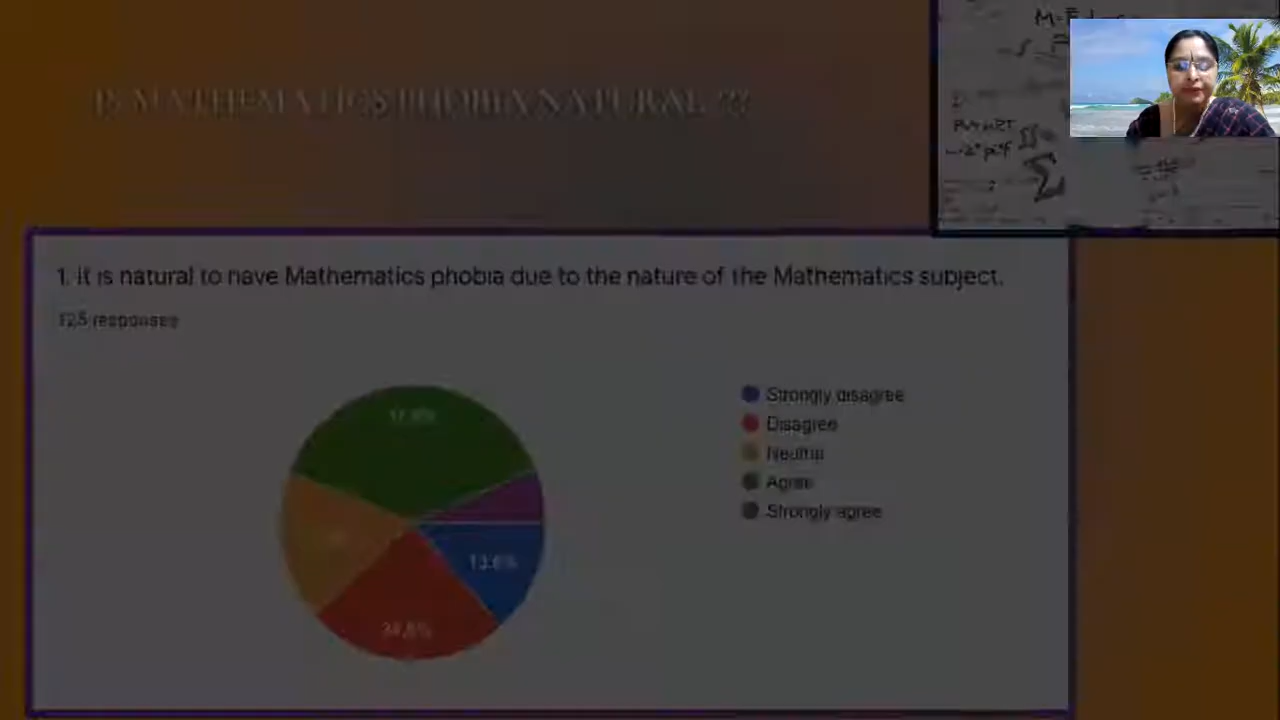 IS MATHEMATICS PHOBIA NATURAL ??
1. It is natural to have Mathematics phobia due to the nature of the Mathematics subject.
125 responses
Strongly disagree
Disagree
Neutral
Agree
Strongly agree
13.6%